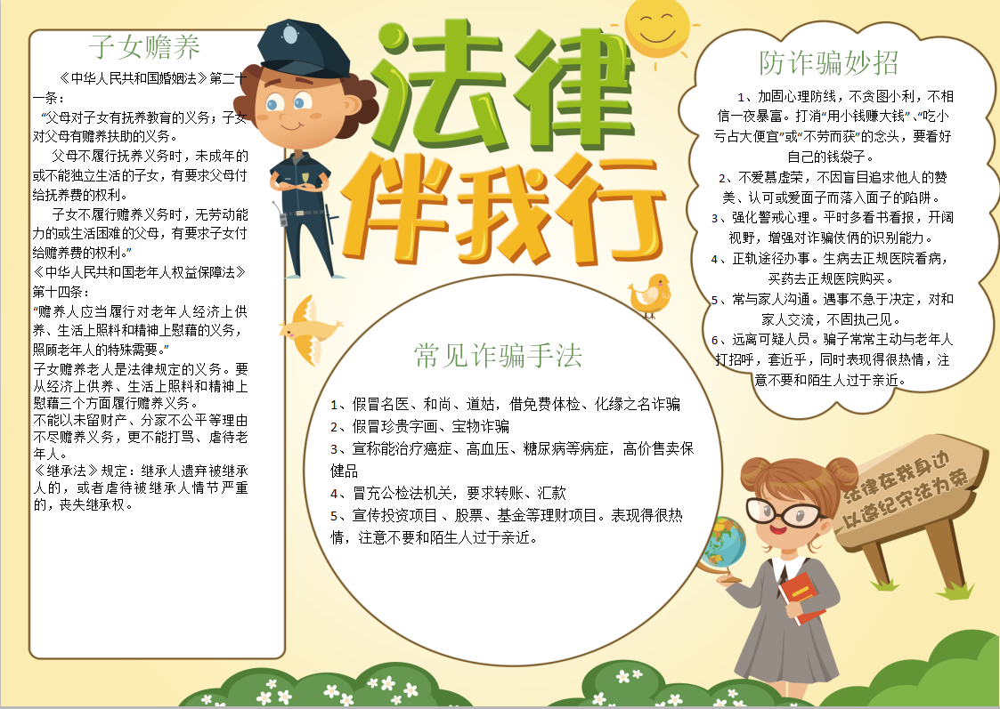 法律
伴我行
子女赡养
《中华人民共和国婚姻法》第二十
一条：
“父母对子女有抚养教育的义务；子女
对父母有赡养扶助的义务。
父母不履行抚养义务时，未成年的
或不能独立生活的子女，有要求父母付
给抚养费的权利。
子女不履行赡养义务时，无劳动能
力的或生活困难的父母，有要求子女付
给赡养费的权利。”
《中华人民共和国老年人权益保障法》
第十四条：
“赡养人应当履行对老年人经济上供
养、生活上照料和精神上慰藉的义务，
照顾老年人的特殊需要。”
子女赡养老人是法律规定的义务。要
从经济上供养、生活上照料和精神上
慰藉三个方面履行赡养义务。
不能以未留财产、分家不公平等理由
不尽赡养义务，更不能打骂、虐待老
年人。
《继承法》规定：继承人遗弃被继承
人的，或者虐待被继承人情节严重
的，丧失继承权。
常见诈骗手法
1、假冒名医、和尚、道姑，借免费体检、化缘之名诈骗
2、假冒珍贵字画、宝物诈骗
3、宣称能治疗癌症、高血压、糖尿病等病症，高价售卖保
健品
4、冒充公检法机关，要求转账、汇款
5、宣传投资项目、股票、基金等理财项目。表现得很热
情，注意不要和陌生人过于亲近。
防诈骗妙招
1、加固心理防线，不贪图小利，不相
信一夜暴富。打消“用小钱赚大钱”、“吃小
亏占大便宜”或“不劳而获”的念头，要看好
自己的钱袋子。
2、不爱慕虚荣，不因盲目追求他人的赞
美、认可或爱面子而落入面子的陷阱。
3、强化警戒心理。平时多看书看报，开阔
视野，增强对诈骗伎俩的识别能力。
4、正轨途径办事。生病去正规医院看病，
买药去正规医院购买。
5、常与家人沟通。遇事不急于决定，对和
家人交流，不固执己见。
6、远离可疑人员。骗子常常主动与老年人
打招呼，套近乎，同时表现得很热情，注
意不要和陌生人过于亲近。
法律在我身边
以遵纪守法为荣